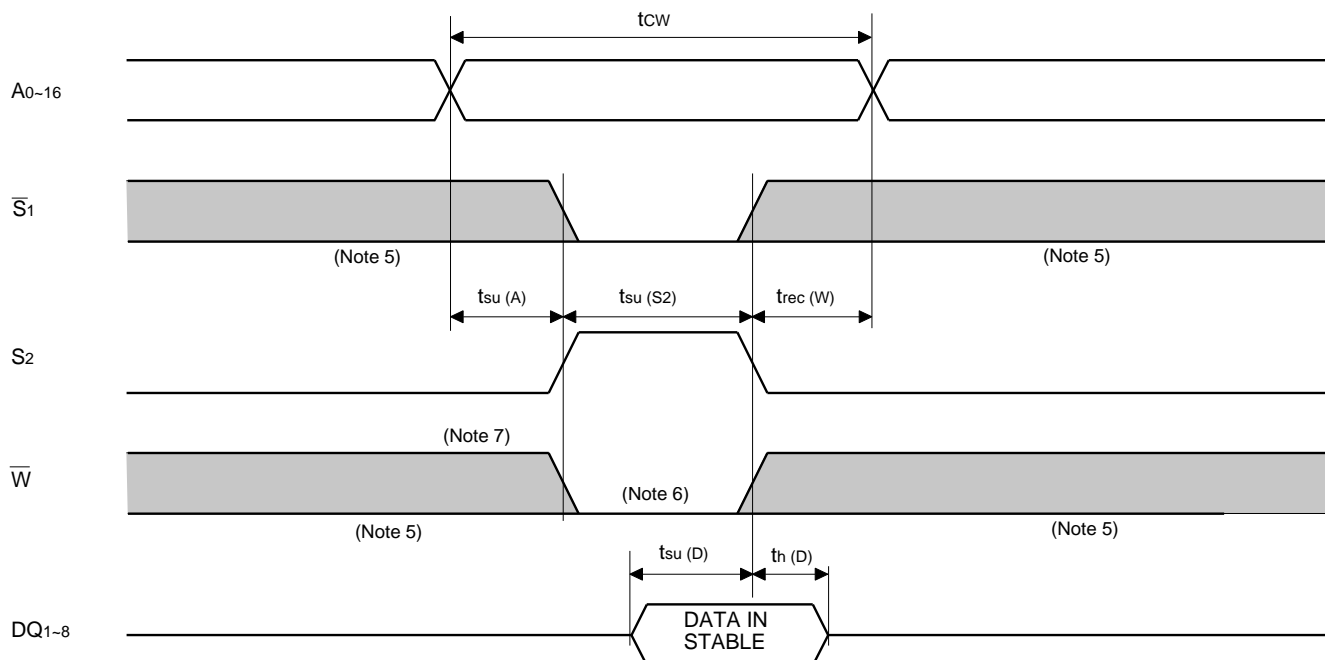 tCW
A0~16
S1
(Note 5) (Note 5)
tsu (A) tsu (S2) trec (W)
S2
(Note 7)
W
(Note 6)
(Note 5) (Note 5)
tsu (D) th (D)
DQ1~8
DATA IN
STABLE